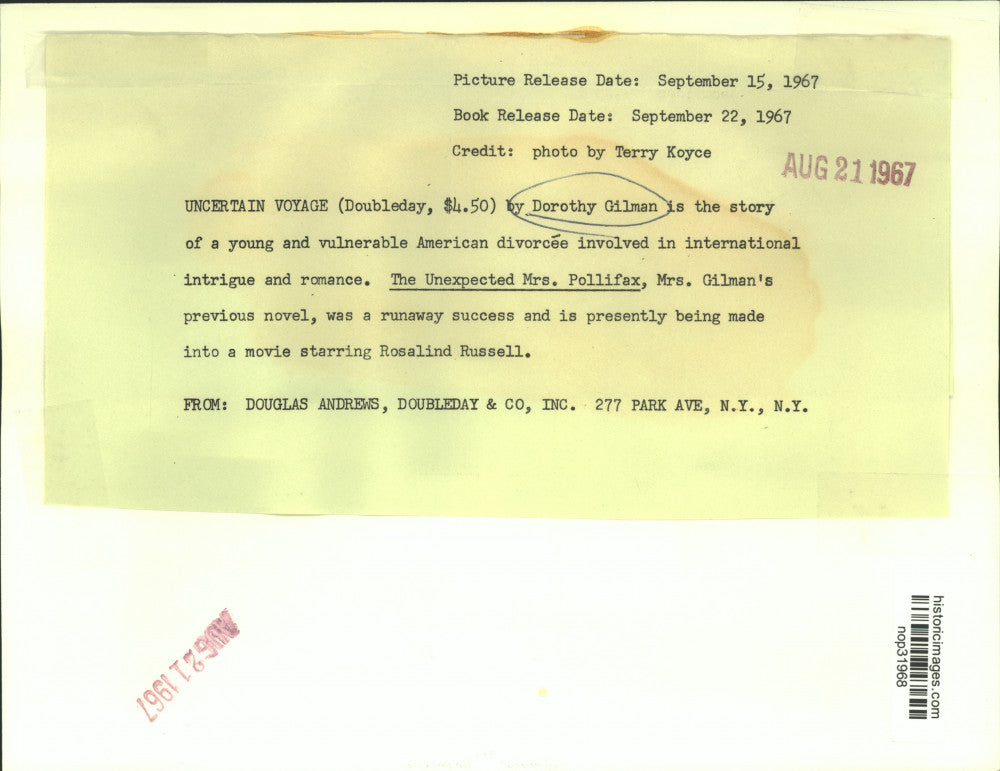 Picture Release Date: September 15, 1967
Book Release Date: September 22, 1967
Credit: photo by Terry Koyce
AUG 21 1967
UNCERTAIN VOYAGE (Doubleday, $4.50) by Dorothy Gilman is the story
of a young and vulnerable American divorcée involved in international
intrigue and romance. The Unexpected Mrs. Pollifax, Mrs. Gilman's
previous novel, was a runaway success and is presently being made
into a movie starring Rosalind Russell.
FROM: DOUGLAS ANDREWS, DOUBLEDAY & CO, INC. 277 PARK AVE, N.Y., N.Y.
AUG 21 1967
historicimages.com
nop31968